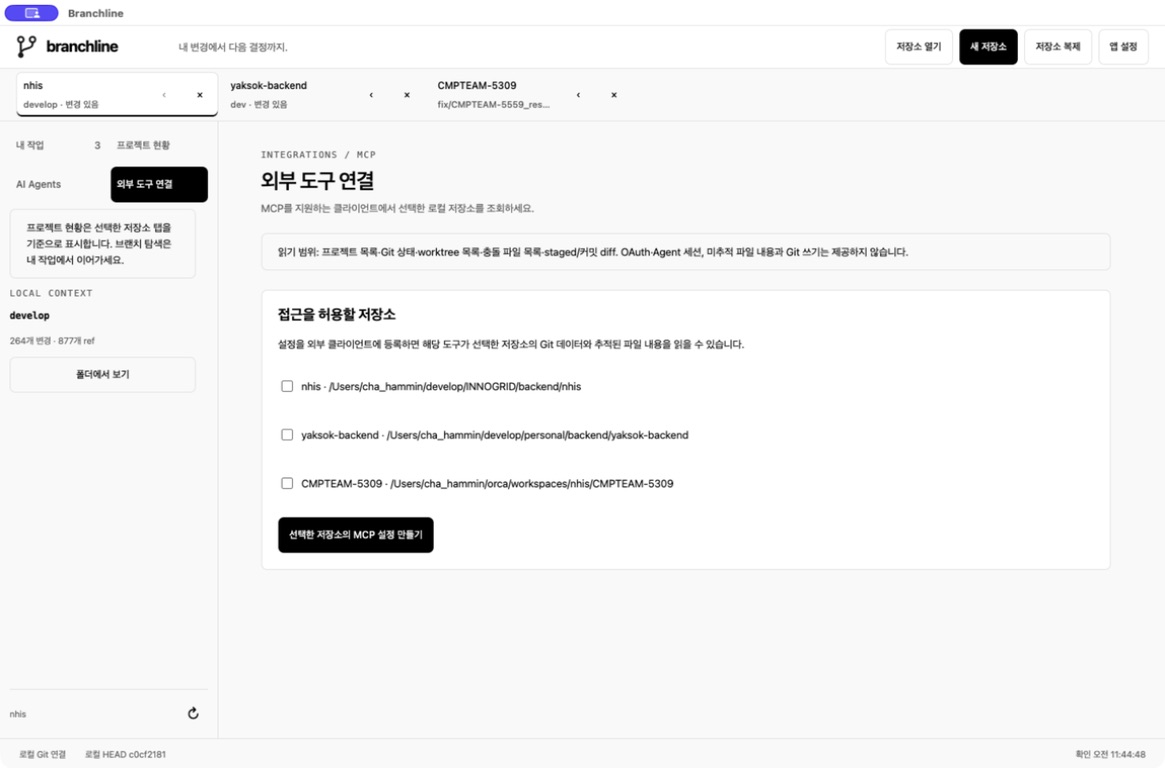 Branchline
branchline
내 변경에서 다음 결정까지.
저장소 열기
새 저장소
저장소 복제
앱 설정
nhis
develop · 변경 있음
‹ ×
yaksok-backend
dev · 변경 있음
‹ ×
CMPTEAM-5309
fix/CMPTEAM-5559_res...
‹ ×
내 작업 3 프로젝트 현황
AI Agents 외부 도구 연결
프로젝트 현황은 선택한 저장소 탭을
기준으로 표시합니다. 브랜치 탐색은
내 작업에서 이어가세요.
LOCAL CONTEXT
develop
264개 변경 · 877개 ref
폴더에서 보기
nhis
INTEGRATIONS / MCP
외부 도구 연결
MCP를 지원하는 클라이언트에서 선택한 로컬 저장소를 조회하세요.
읽기 범위: 프로젝트 목록·Git 상태·worktree 목록·충돌 파일 목록·staged/커밋 diff. OAuth·Agent 세션, 미추적 파일 내용과 Git 쓰기는 제공하지 않습니다.
접근을 허용할 저장소
설정을 외부 클라이언트에 등록하면 해당 도구가 선택한 저장소의 Git 데이터와 추적된 파일 내용을 읽을 수 있습니다.
nhis · /Users/cha_hammin/develop/INNOGRID/backend/nhis
yaksok-backend · /Users/cha_hammin/develop/personal/backend/yaksok-backend
CMPTEAM-5309 · /Users/cha_hammin/orca/workspaces/nhis/CMPTEAM-5309
선택한 저장소의 MCP 설정 만들기
로컬 Git 연결 로컬 HEAD c0cf2181
확인 오전 11:44:48